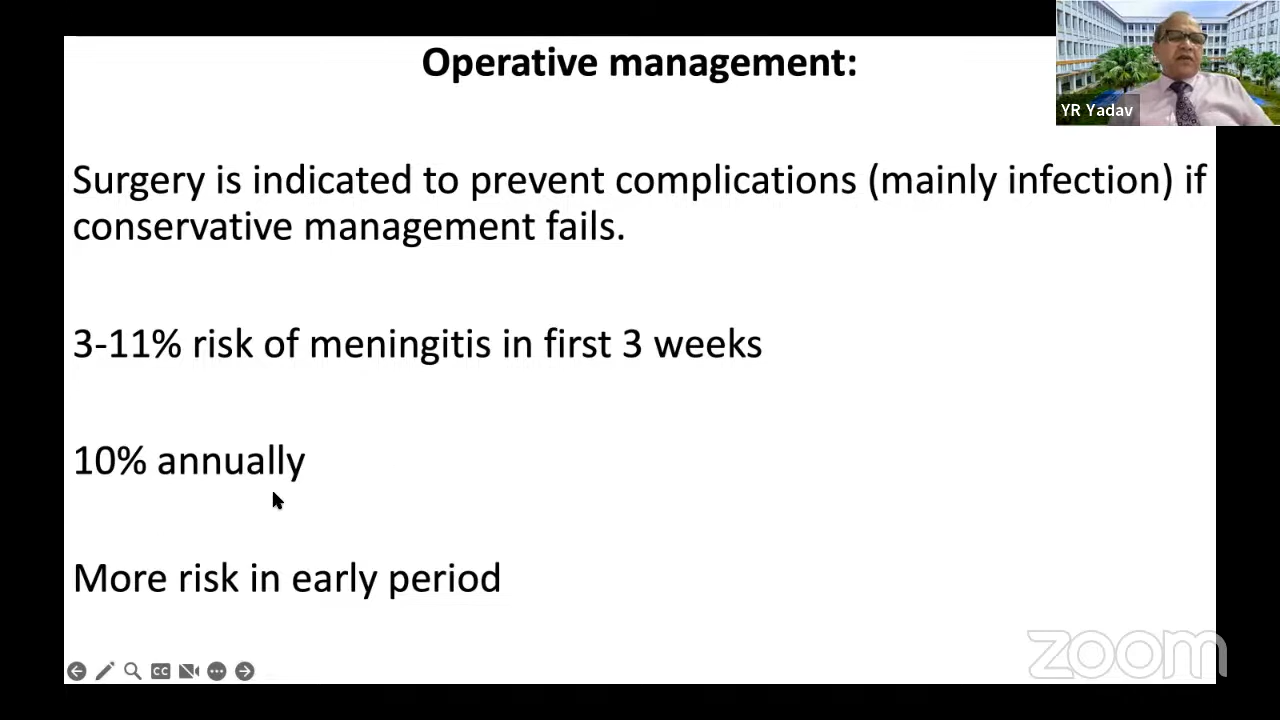 Operative management:
YR Yadav
Surgery is indicated to prevent complications (mainly infection) if
conservative management fails.
3-11% risk of meningitis in first 3 weeks
10% annually
More risk in early period
CC
zoom